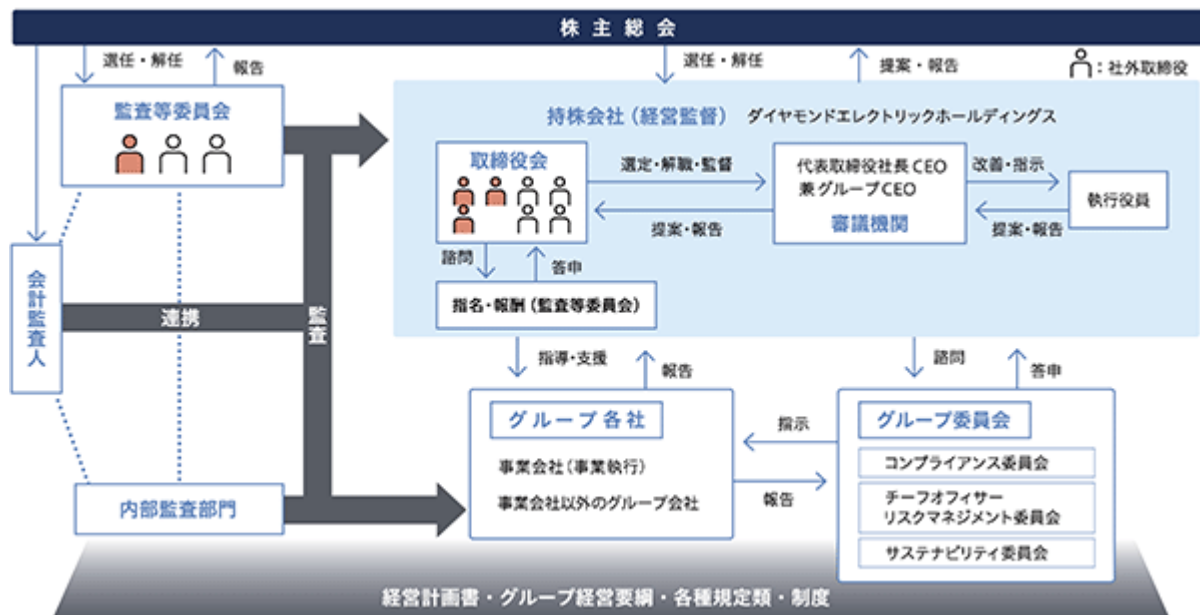 株主総会
選任・解任
報告
選任・解任
提案・報告
:社外取締役
監査等委員会
持株会社(経営監督) ダイヤモンドエレクトリックホールディングス
取締役会
選定・解職・監督
提案・報告
代表取締役社長 CEO
兼グループCEO
審議機関
改善・指示
提案・報告
執行役員
諮問
答申
指名・報酬(監査等委員会)
会計監査人
連携
監査
指導・支援
報告
諮問
答申
グループ各社
事業会社(事業執行)
事業会社以外のグループ会社
指示
報告
グループ委員会
コンプライアンス委員会
チーフオフィサー
リスクマネジメント委員会
サステナビリティ委員会
内部監査部門
経営計画書・グループ経営要綱・各種規定類・制度